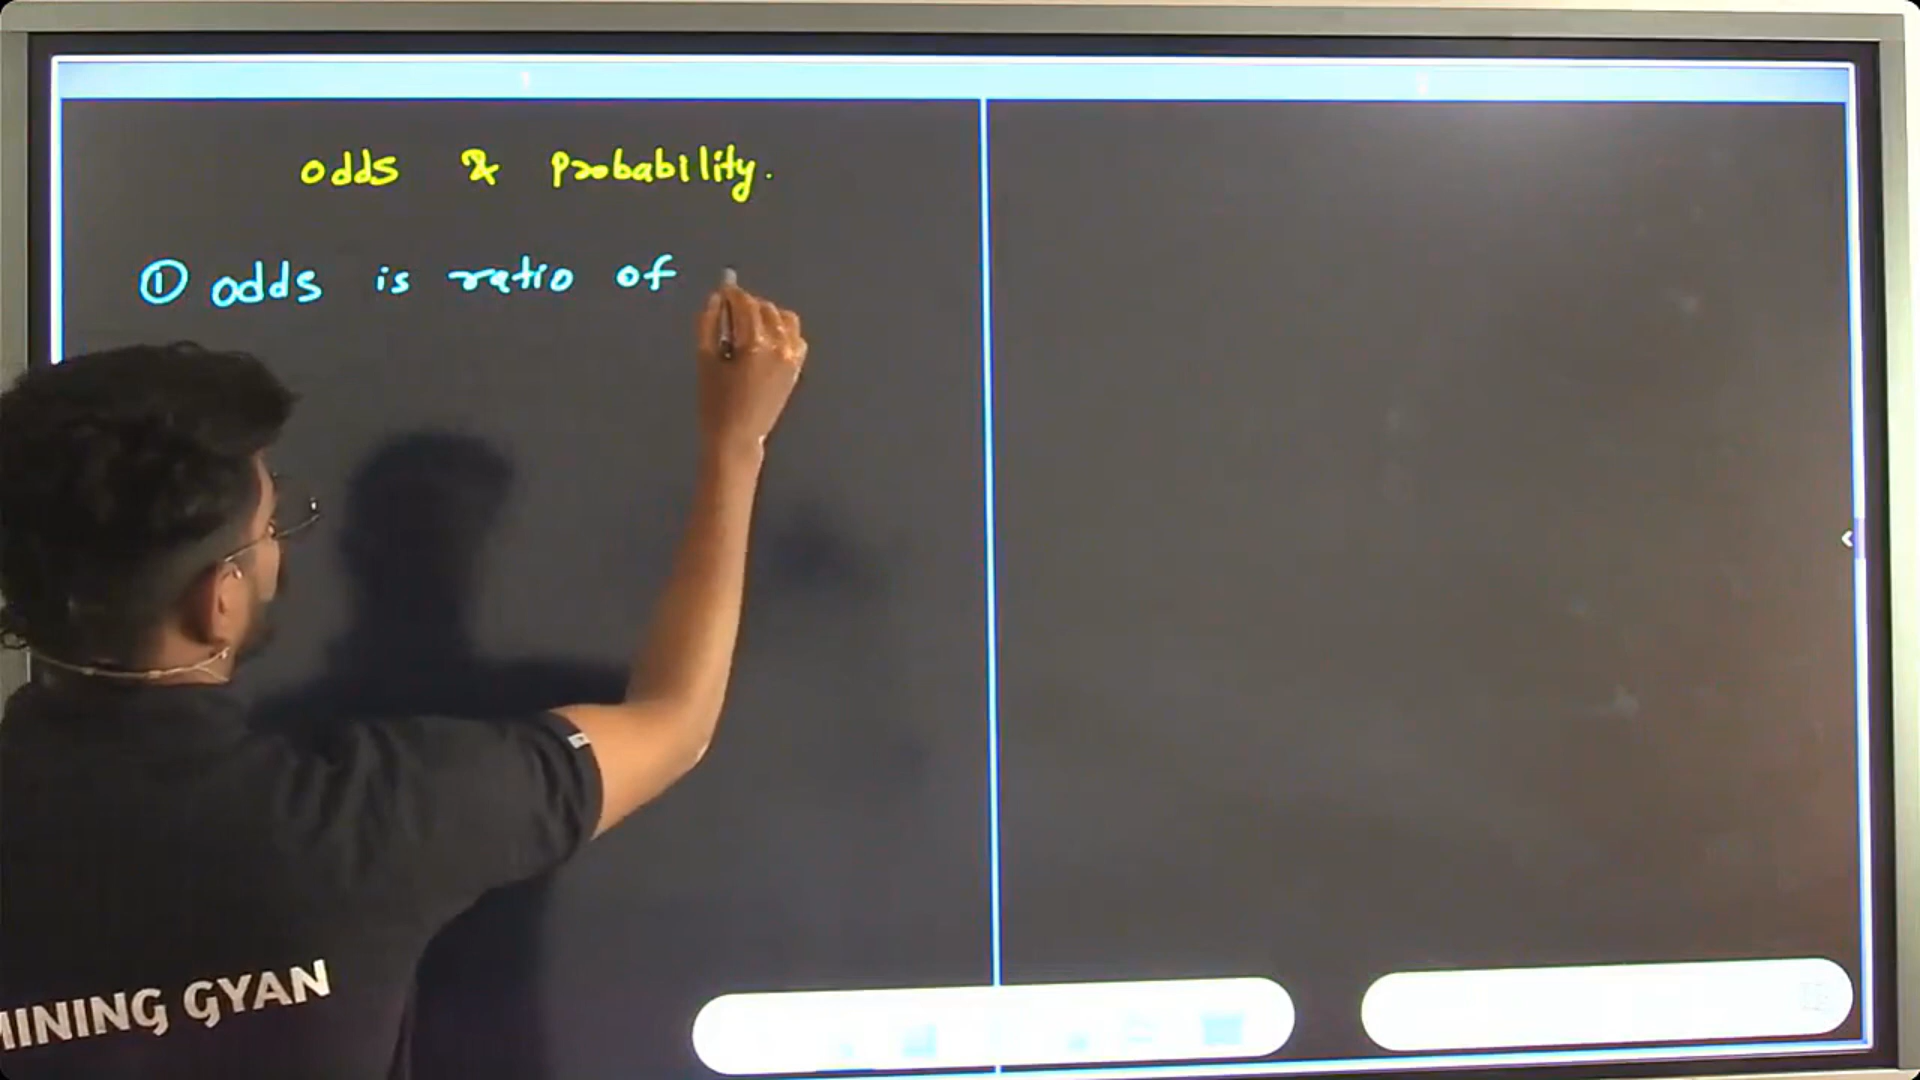 odds & Probability.
① odds is ratio of
MINING GYAN